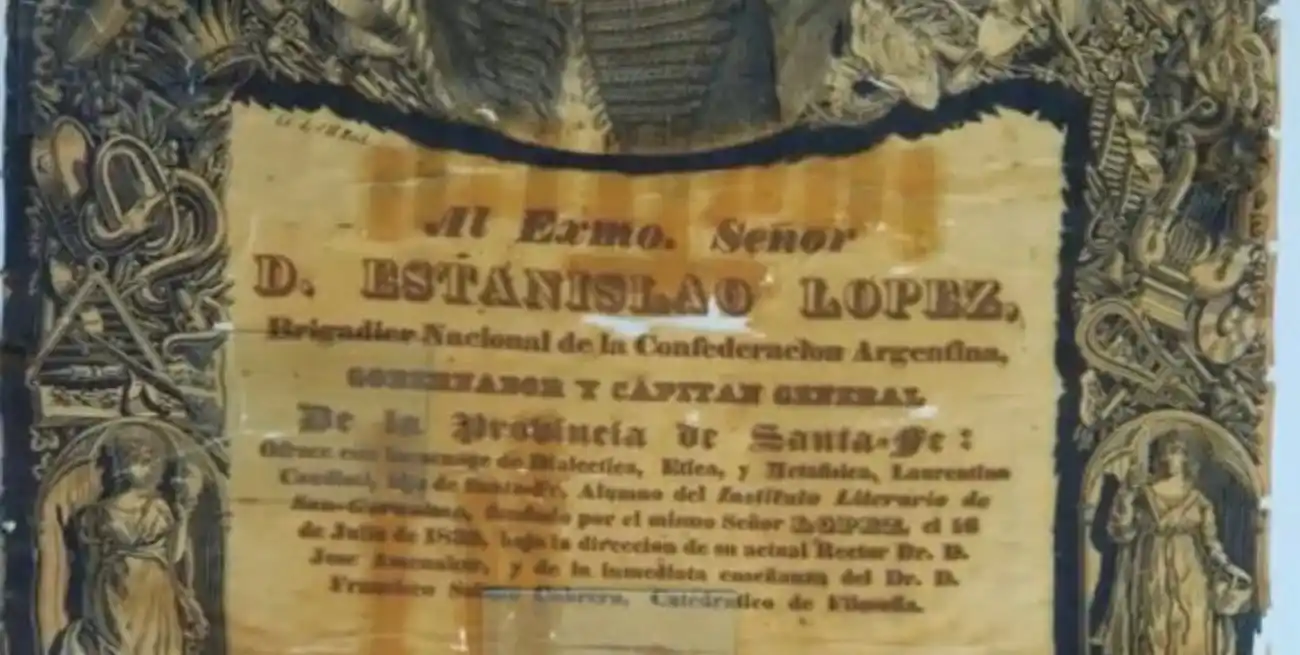 Al Exmo. Señor
D. ESTANISLAO LOPEZ,
Brigadier Nacional de la Confederacion Argentina,
GOBERNADOR Y CAPITAN GENERAL
De la Provincia de Santa-Fe:
Ofrece este homenage de Dialectica, Etica, y Metafisica, Laurentino
de Santa-Fe, Alumno del Instituto Literario de
San-Geronimo, fundado por el mismo Señor LOPEZ, el 16
de Julio de bajo la direccion de su actual Rector Dr. D.
Jose Amenabar, y de la inmediata enseñanza del Dr. D.
Francisco Cabrera, Catedratico de Filosofia.